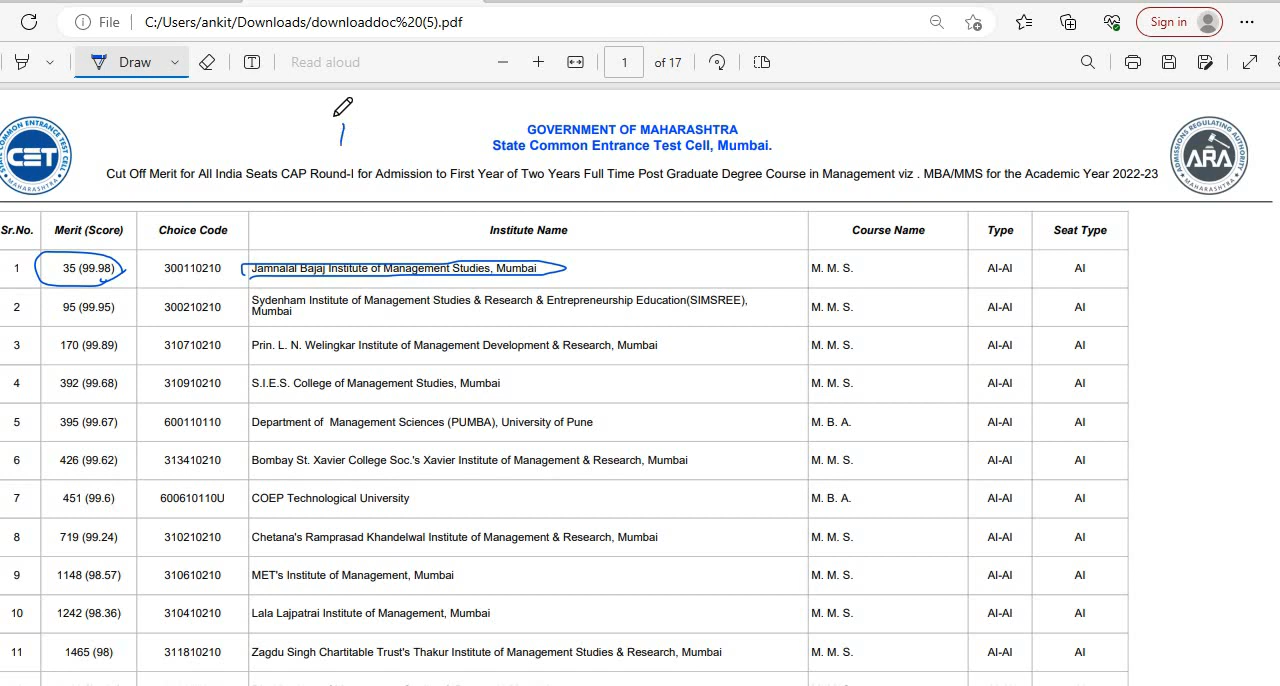 File C:/Users/ankit/Downloads/downloaddoc%20(5).pdf Sign in
Draw Read aloud 1 of 17
GOVERNMENT OF MAHARASHTRA
State Common Entrance Test Cell, Mumbai.
Cut Off Merit for All India Seats CAP Round-I for Admission to First Year of Two Years Full Time Post Graduate Degree Course in Management viz . MBA/MMS for the Academic Year 2022-23
CET
MAHARASHTRA
ADMISSIONS REGULATING AUTHORITY
ARA
MAHARASHTRA
Sr.No. Merit (Score) Choice Code Institute Name Course Name Type Seat Type
1 35 (99.98) 300110210 Jamnalal Bajaj Institute of Management Studies, Mumbai M. M. S. AI-AI AI
2 95 (99.95) 300210210 Sydenham Institute of Management Studies & Research & Entrepreneurship Education(SIMSREE),
Mumbai M. M. S. AI-AI AI
3 170 (99.89) 310710210 Prin. L. N. Welingkar Institute of Management Development & Research, Mumbai M. M. S. AI-AI AI
4 392 (99.68) 310910210 S.I.E.S. College of Management Studies, Mumbai M. M. S. AI-AI AI
5 395 (99.67) 600110110 Department of Management Sciences (PUMBA), University of Pune M. B. A. AI-AI AI
6 426 (99.62) 313410210 Bombay St. Xavier College Soc.'s Xavier Institute of Management & Research, Mumbai M. M. S. AI-AI AI
7 451 (99.6) 600610110U COEP Technological University M. B. A. AI-AI AI
8 719 (99.24) 310210210 Chetana's Ramprasad Khandelwal Institute of Management & Research, Mumbai M. M. S. AI-AI AI
9 1148 (98.57) 310610210 MET's Institute of Management, Mumbai M. M. S. AI-AI AI
10 1242 (98.36) 310410210 Lala Lajpatrai Institute of Management, Mumbai M. M. S. AI-AI AI
11 1465 (98) 311810210 Zagdu Singh Chartitable Trust's Thakur Institute of Management Studies & Research, Mumbai M. M. S. AI-AI AI